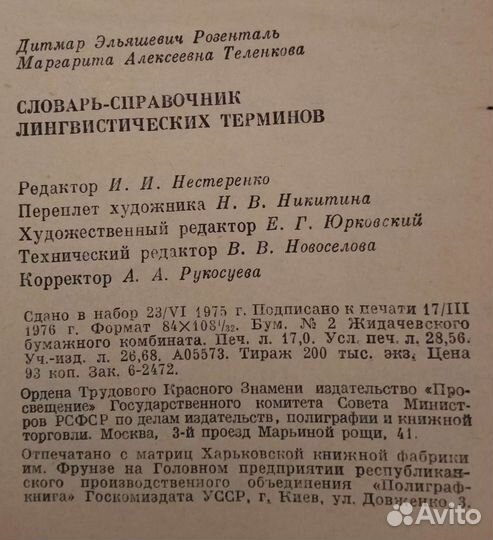 Дитмар Эльяшевич Розенталь
Маргарита Алексеевна Теленкова
СЛОВАРЬ-СПРАВОЧНИК
ЛИНГВИСТИЧЕСКИХ ТЕРМИНОВ
Редактор И. И. Нестеренко
Переплет художника Н. В. Никитина
Художественный редактор Е. Г. Юрковский
Технический редактор В. В. Новоселова
Корректор А. А. Рукосуева
Сдано в набор 23/VI 1975 г. Подписано к печати 17/III
1976 г. Формат 84×108¹/₃₂. Бум. № 2 Жидачевского
бумажного комбината. Печ. л. 17,0. Усл. печ. л. 28,56.
Уч.-изд. л. 26,68. А05573. Тираж 200 тыс. экз. Цена
93 коп. Зак. 6-2472.
Ордена Трудового Красного Знамени издательство «Про-
свещение» Государственного комитета Совета Минист-
ров РСФСР по делам издательств, полиграфии и книжной
торговли. Москва, 3-й проезд Марьиной рощи, 41.
Отпечатано с матриц Харьковской книжной фабрики
им. Фрунзе на Головном предприятии республикан-
ского производственного объединения «Полиграф-
книга» Госкомиздата УССР, г. Киев, ул. Довженко, 3.
Avito